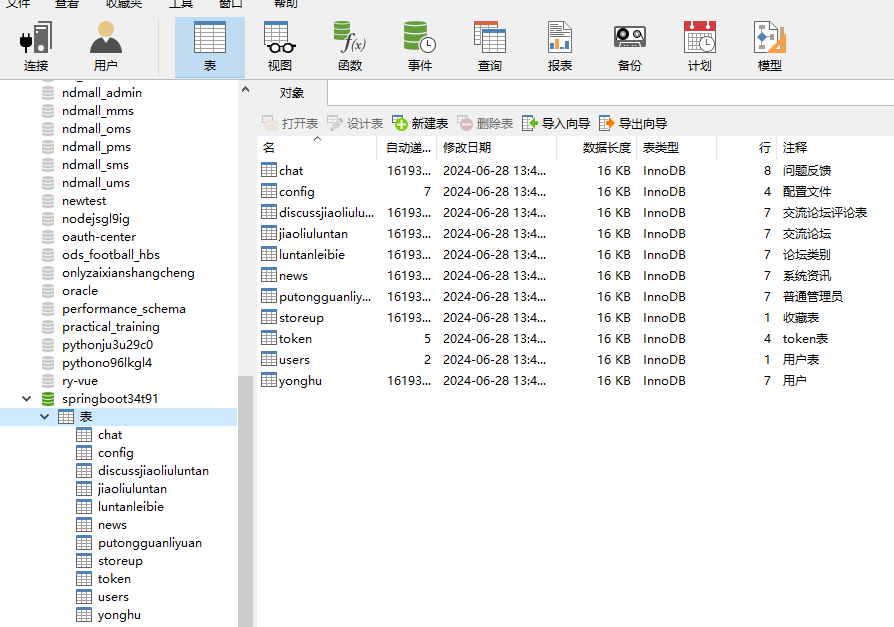 文件 查看 收藏夹 工具 窗口 帮助
连接 用户 表 视图 函数 事件 查询 报表 备份 计划 模型
f(x)
ndmall_admin
ndmall_mms
ndmall_oms
ndmall_pms
ndmall_sms
ndmall_ums
newtest
nodejsgl9ig
oauth-center
ods_football_hbs
onlyzaixianshangcheng
oracle
performance_schema
practical_training
pythonju3u29c0
pythono96lkgl4
ry-vue
springboot34t91
表
chat
config
discussjiaoliuluntan
jiaoliuluntan
luntanleibie
news
putongguanliyuan
storeup
token
users
yonghu
对象
打开表 设计表 新建表 删除表 导入向导 导出向导
名 自动递... 修改日期 数据长度 表类型 行 注释
chat 16193... 2024-06-28 13:4... 16 KB InnoDB 8 问题反馈
config 7 2024-06-28 13:4... 16 KB InnoDB 4 配置文件
discussjiaoliulu... 16193... 2024-06-28 13:4... 16 KB InnoDB 7 交流论坛评论表
jiaoliuluntan 16193... 2024-06-28 13:4... 16 KB InnoDB 7 交流论坛
luntanleibie 16193... 2024-06-28 13:4... 16 KB InnoDB 7 论坛类别
news 16193... 2024-06-28 13:4... 16 KB InnoDB 7 系统资讯
putongguanliy... 16193... 2024-06-28 13:4... 16 KB InnoDB 7 普通管理员
storeup 16193... 2024-06-28 13:4... 16 KB InnoDB 1 收藏表
token 5 2024-06-28 13:4... 16 KB InnoDB 4 token表
users 2 2024-06-28 13:4... 16 KB InnoDB 1 用户表
yonghu 16193... 2024-06-28 13:4... 16 KB InnoDB 7 用户